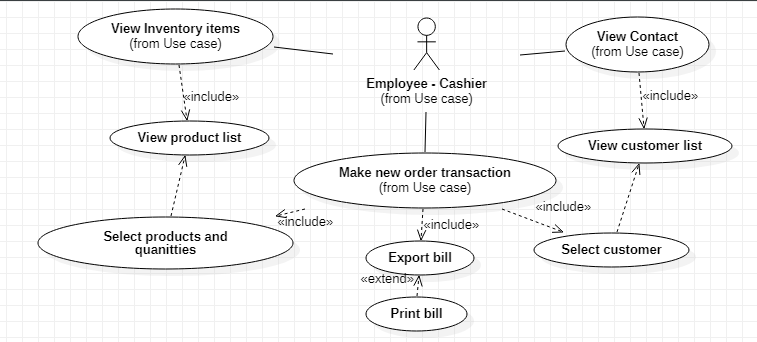 View Inventory items
(from Use case)
View Contact
(from Use case)
Employee - Cashier
(from Use case)
«include»
«include»
View product list
View customer list
Make new order transaction
(from Use case)
«include»
«include»
«include»
Select products and
quanitties
Export bill
Select customer
«extend»
Print bill